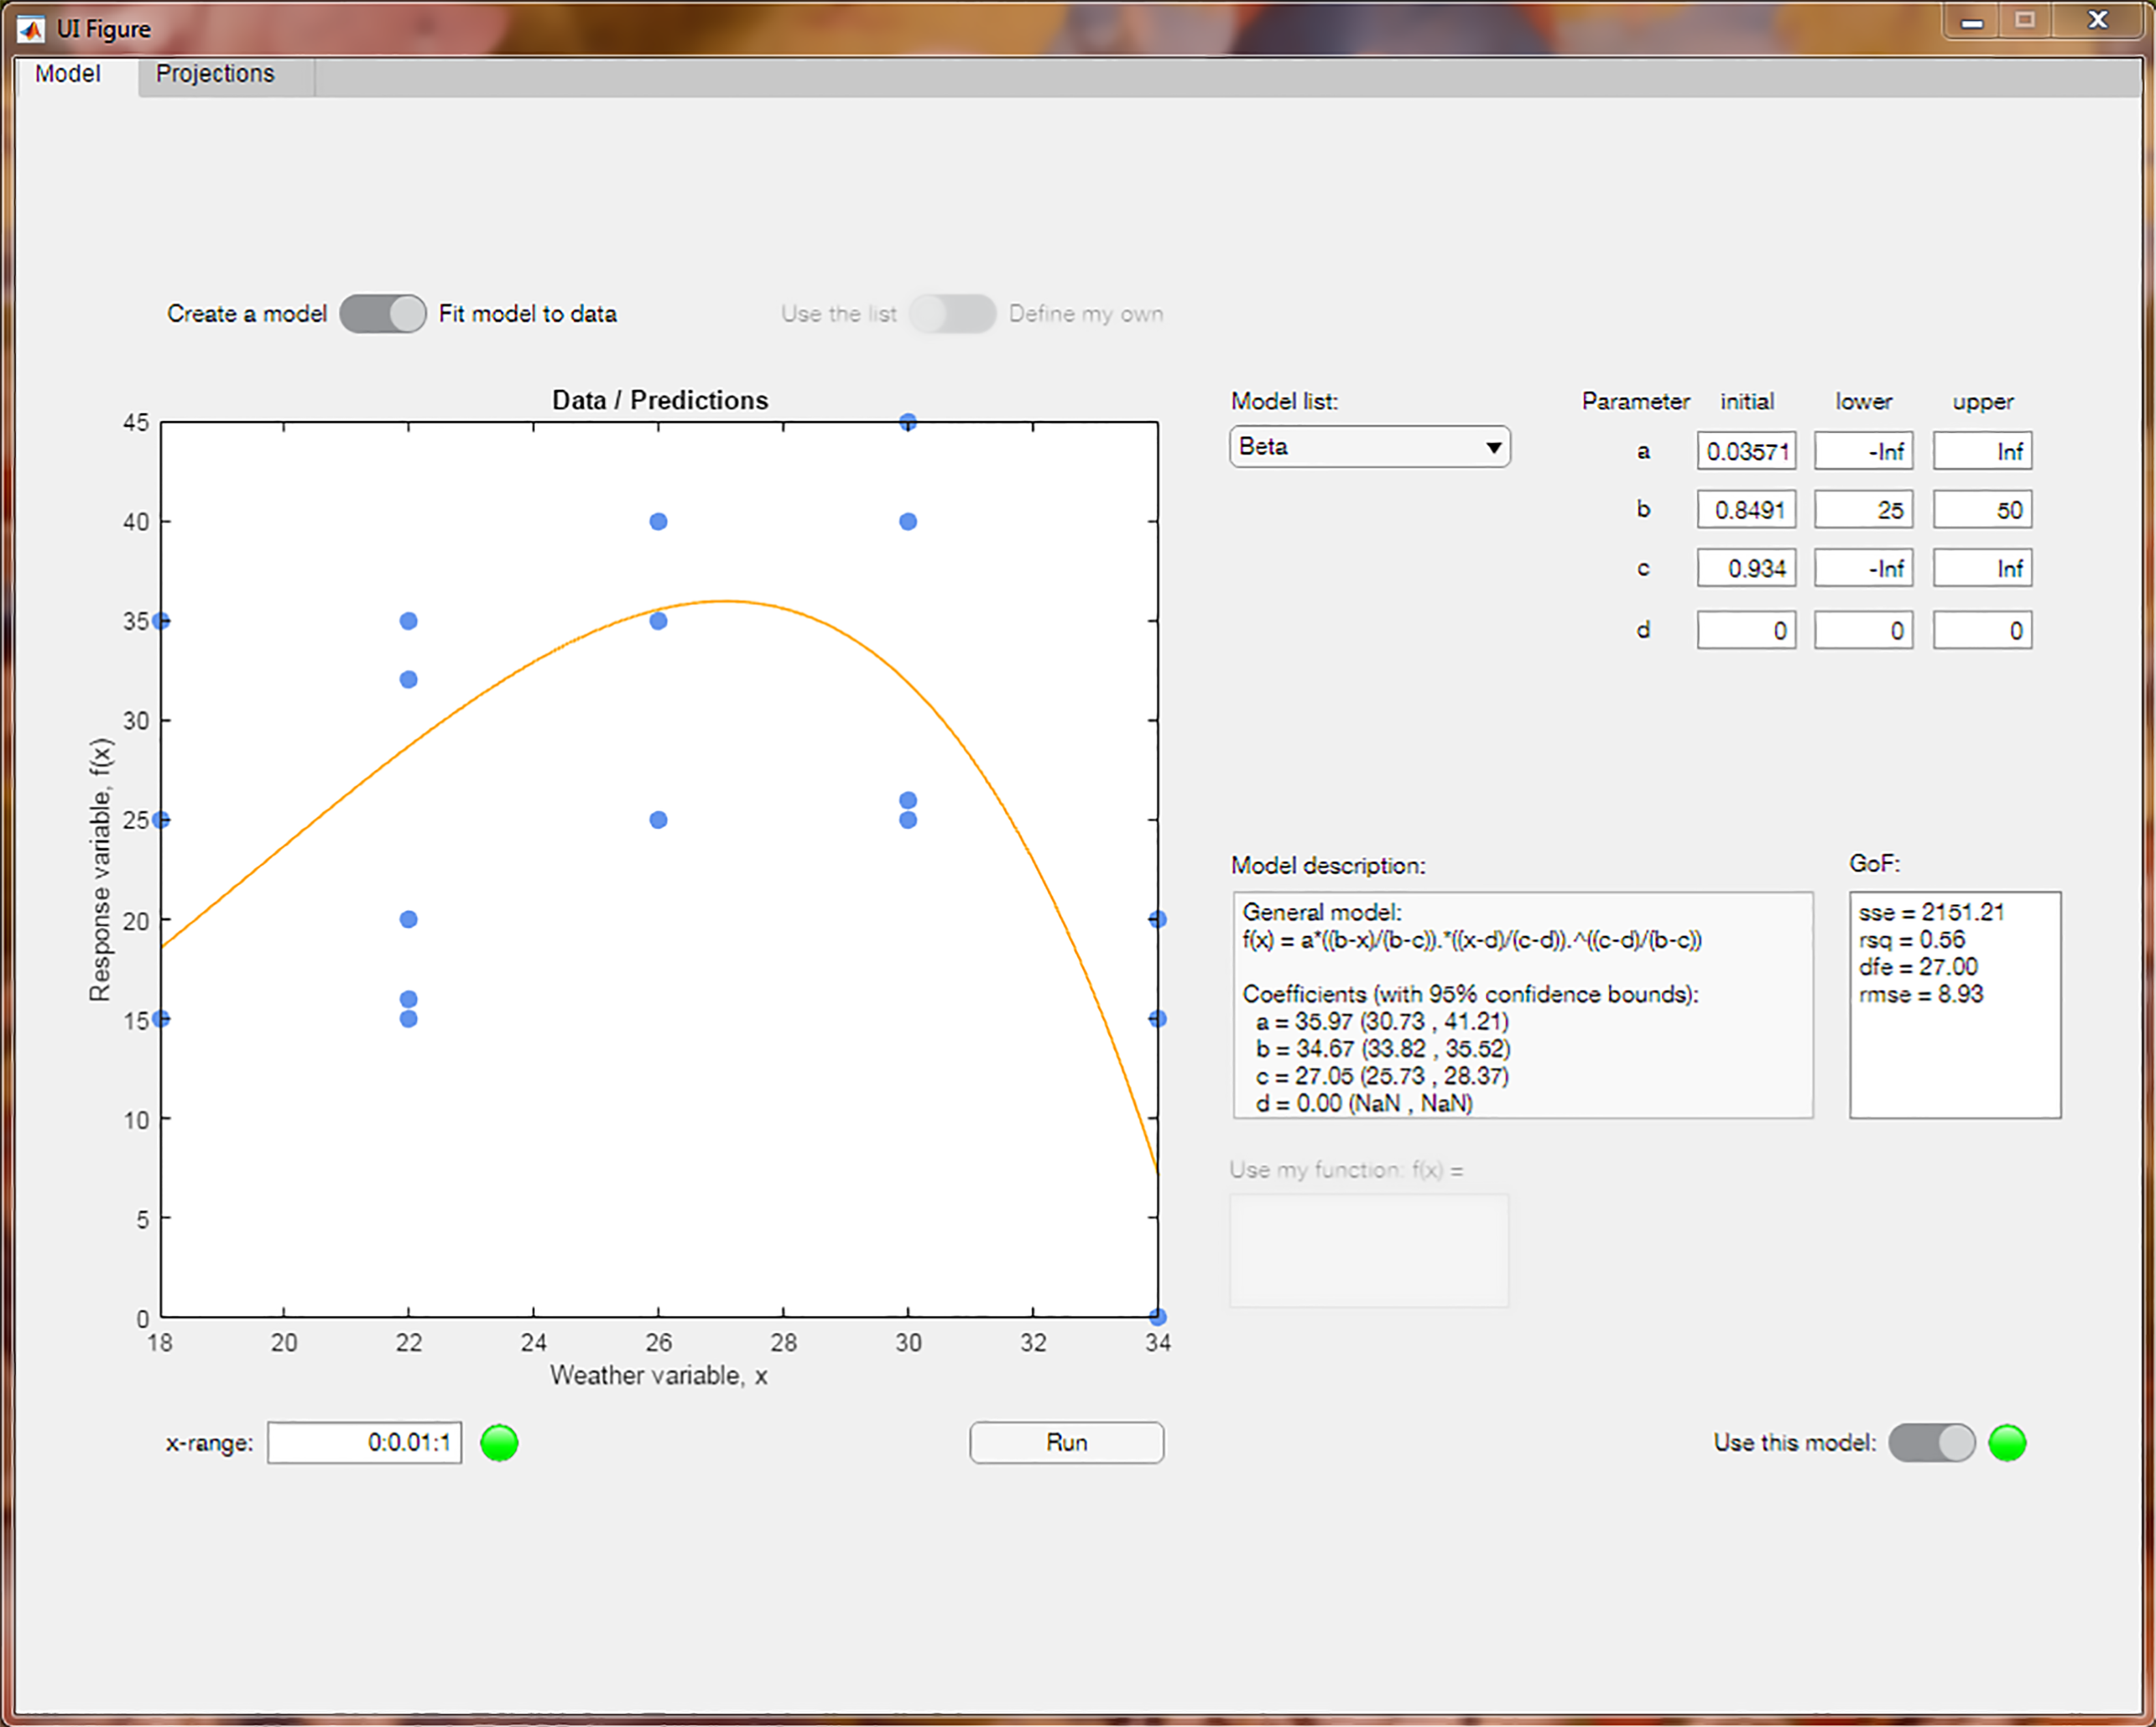 UI Figure
Model Projections
Create a model Fit model to data Use the list Define my own
Data / Predictions
45
40
35
30
25
20
15
10
5
0
Response variable, f(x)
18 20 22 24 26 28 30 32 34
Weather variable, x
x-range: 0:0.01:1 Run
Model list:
Beta
Parameter initial lower upper
a 0.03571 -Inf Inf
b 0.8491 25 50
c 0.934 -Inf Inf
d 0 0 0
Model description:
General model:
f(x) = a*((b-x)/(b-c)).*((x-d)/(c-d)).^((c-d)/(b-c))
Coefficients (with 95% confidence bounds):
a = 35.97 (30.73 , 41.21)
b = 34.67 (33.82 , 35.52)
c = 27.05 (25.73 , 28.37)
d = 0.00 (NaN , NaN)
GoF:
sse = 2151.21
rsq = 0.56
dfe = 27.00
rmse = 8.93
Use my function: f(x) =
Use this model: